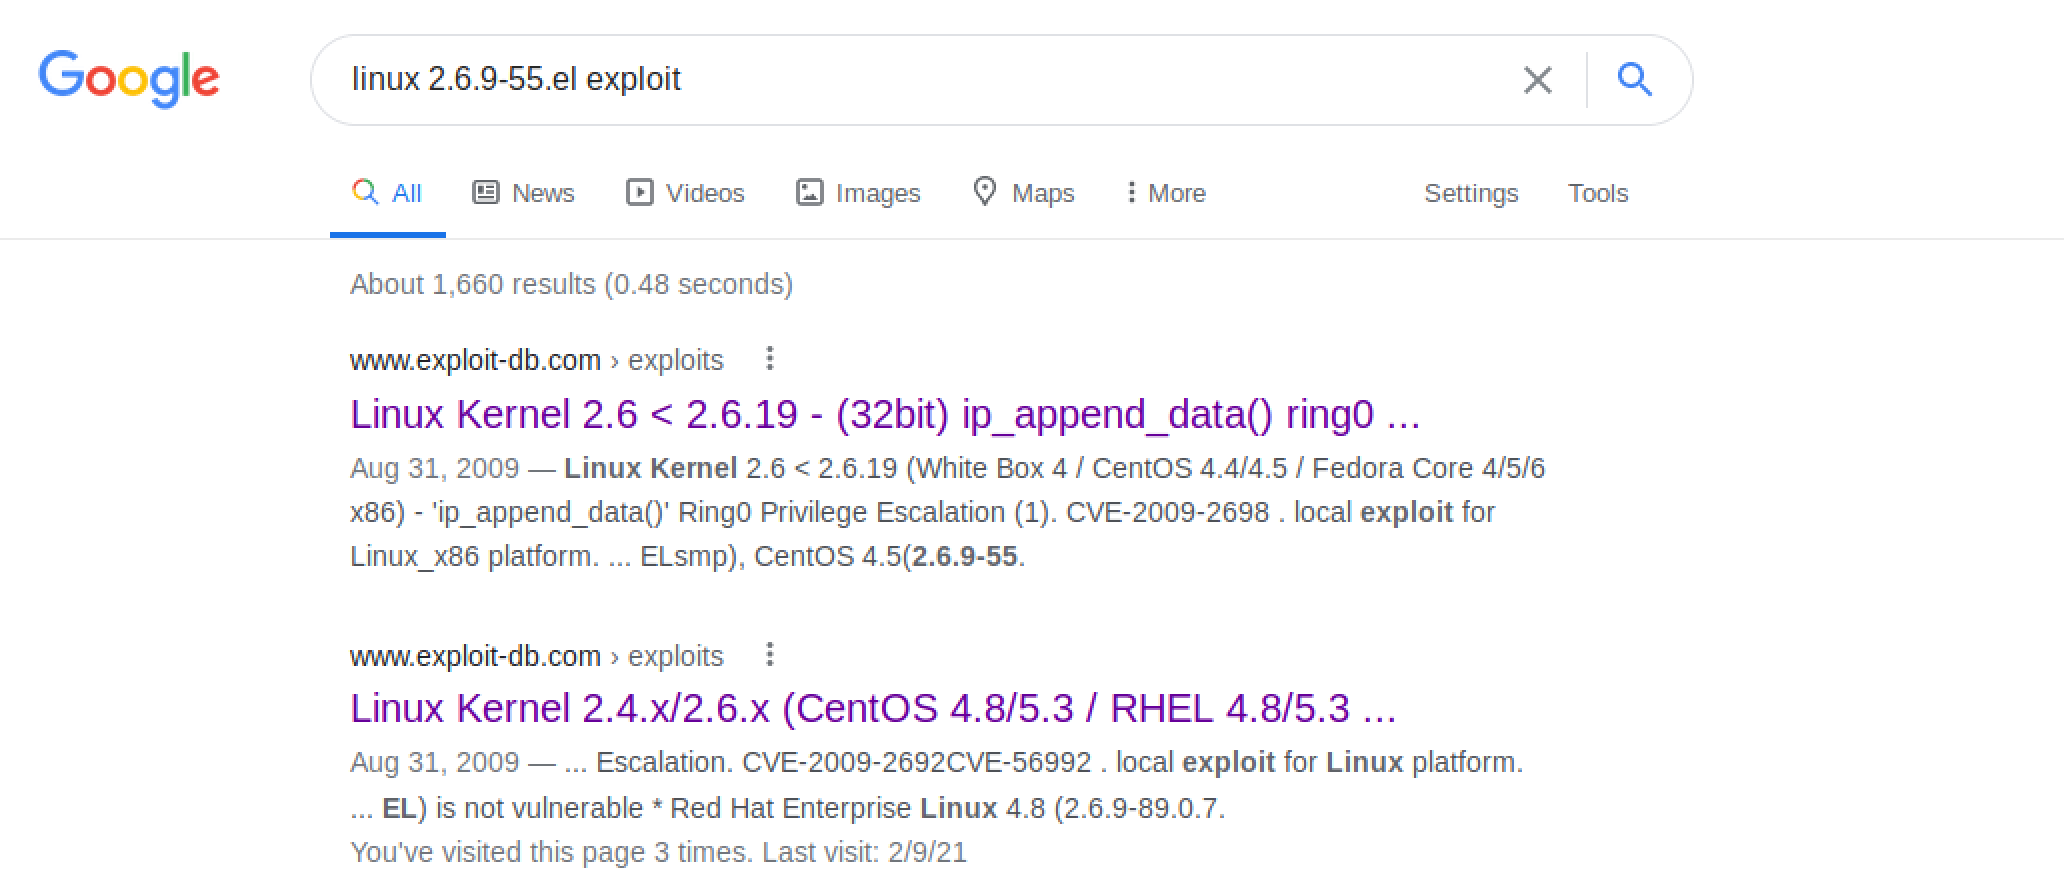 Google
linux 2.6.9-55.el exploit
All News Videos Images Maps More Settings Tools
About 1,660 results (0.48 seconds)
www.exploit-db.com › exploits
Linux Kernel 2.6 < 2.6.19 - (32bit) ip_append_data() ring0 ...
Aug 31, 2009 — Linux Kernel 2.6 < 2.6.19 (White Box 4 / CentOS 4.4/4.5 / Fedora Core 4/5/6
x86) - 'ip_append_data()' Ring0 Privilege Escalation (1). CVE-2009-2698 . local exploit for
Linux_x86 platform. ... ELsmp), CentOS 4.5(2.6.9-55.
www.exploit-db.com › exploits
Linux Kernel 2.4.x/2.6.x (CentOS 4.8/5.3 / RHEL 4.8/5.3 ...
Aug 31, 2009 — ... Escalation. CVE-2009-2692CVE-56992 . local exploit for Linux platform.
... EL) is not vulnerable * Red Hat Enterprise Linux 4.8 (2.6.9-89.0.7.
You've visited this page 3 times. Last visit: 2/9/21